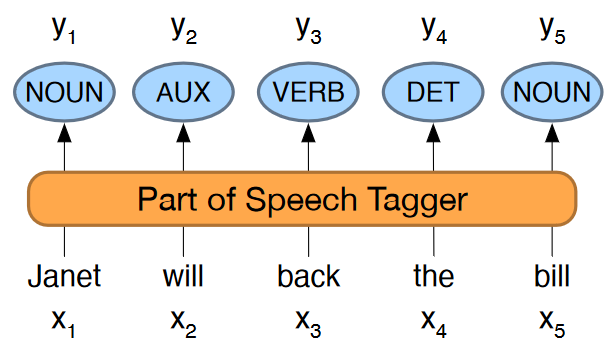 y1 y2 y3 y4 y5
NOUN AUX VERB DET NOUN
Part of Speech Tagger
Janet will back the bill
x1 x2 x3 x4 x5